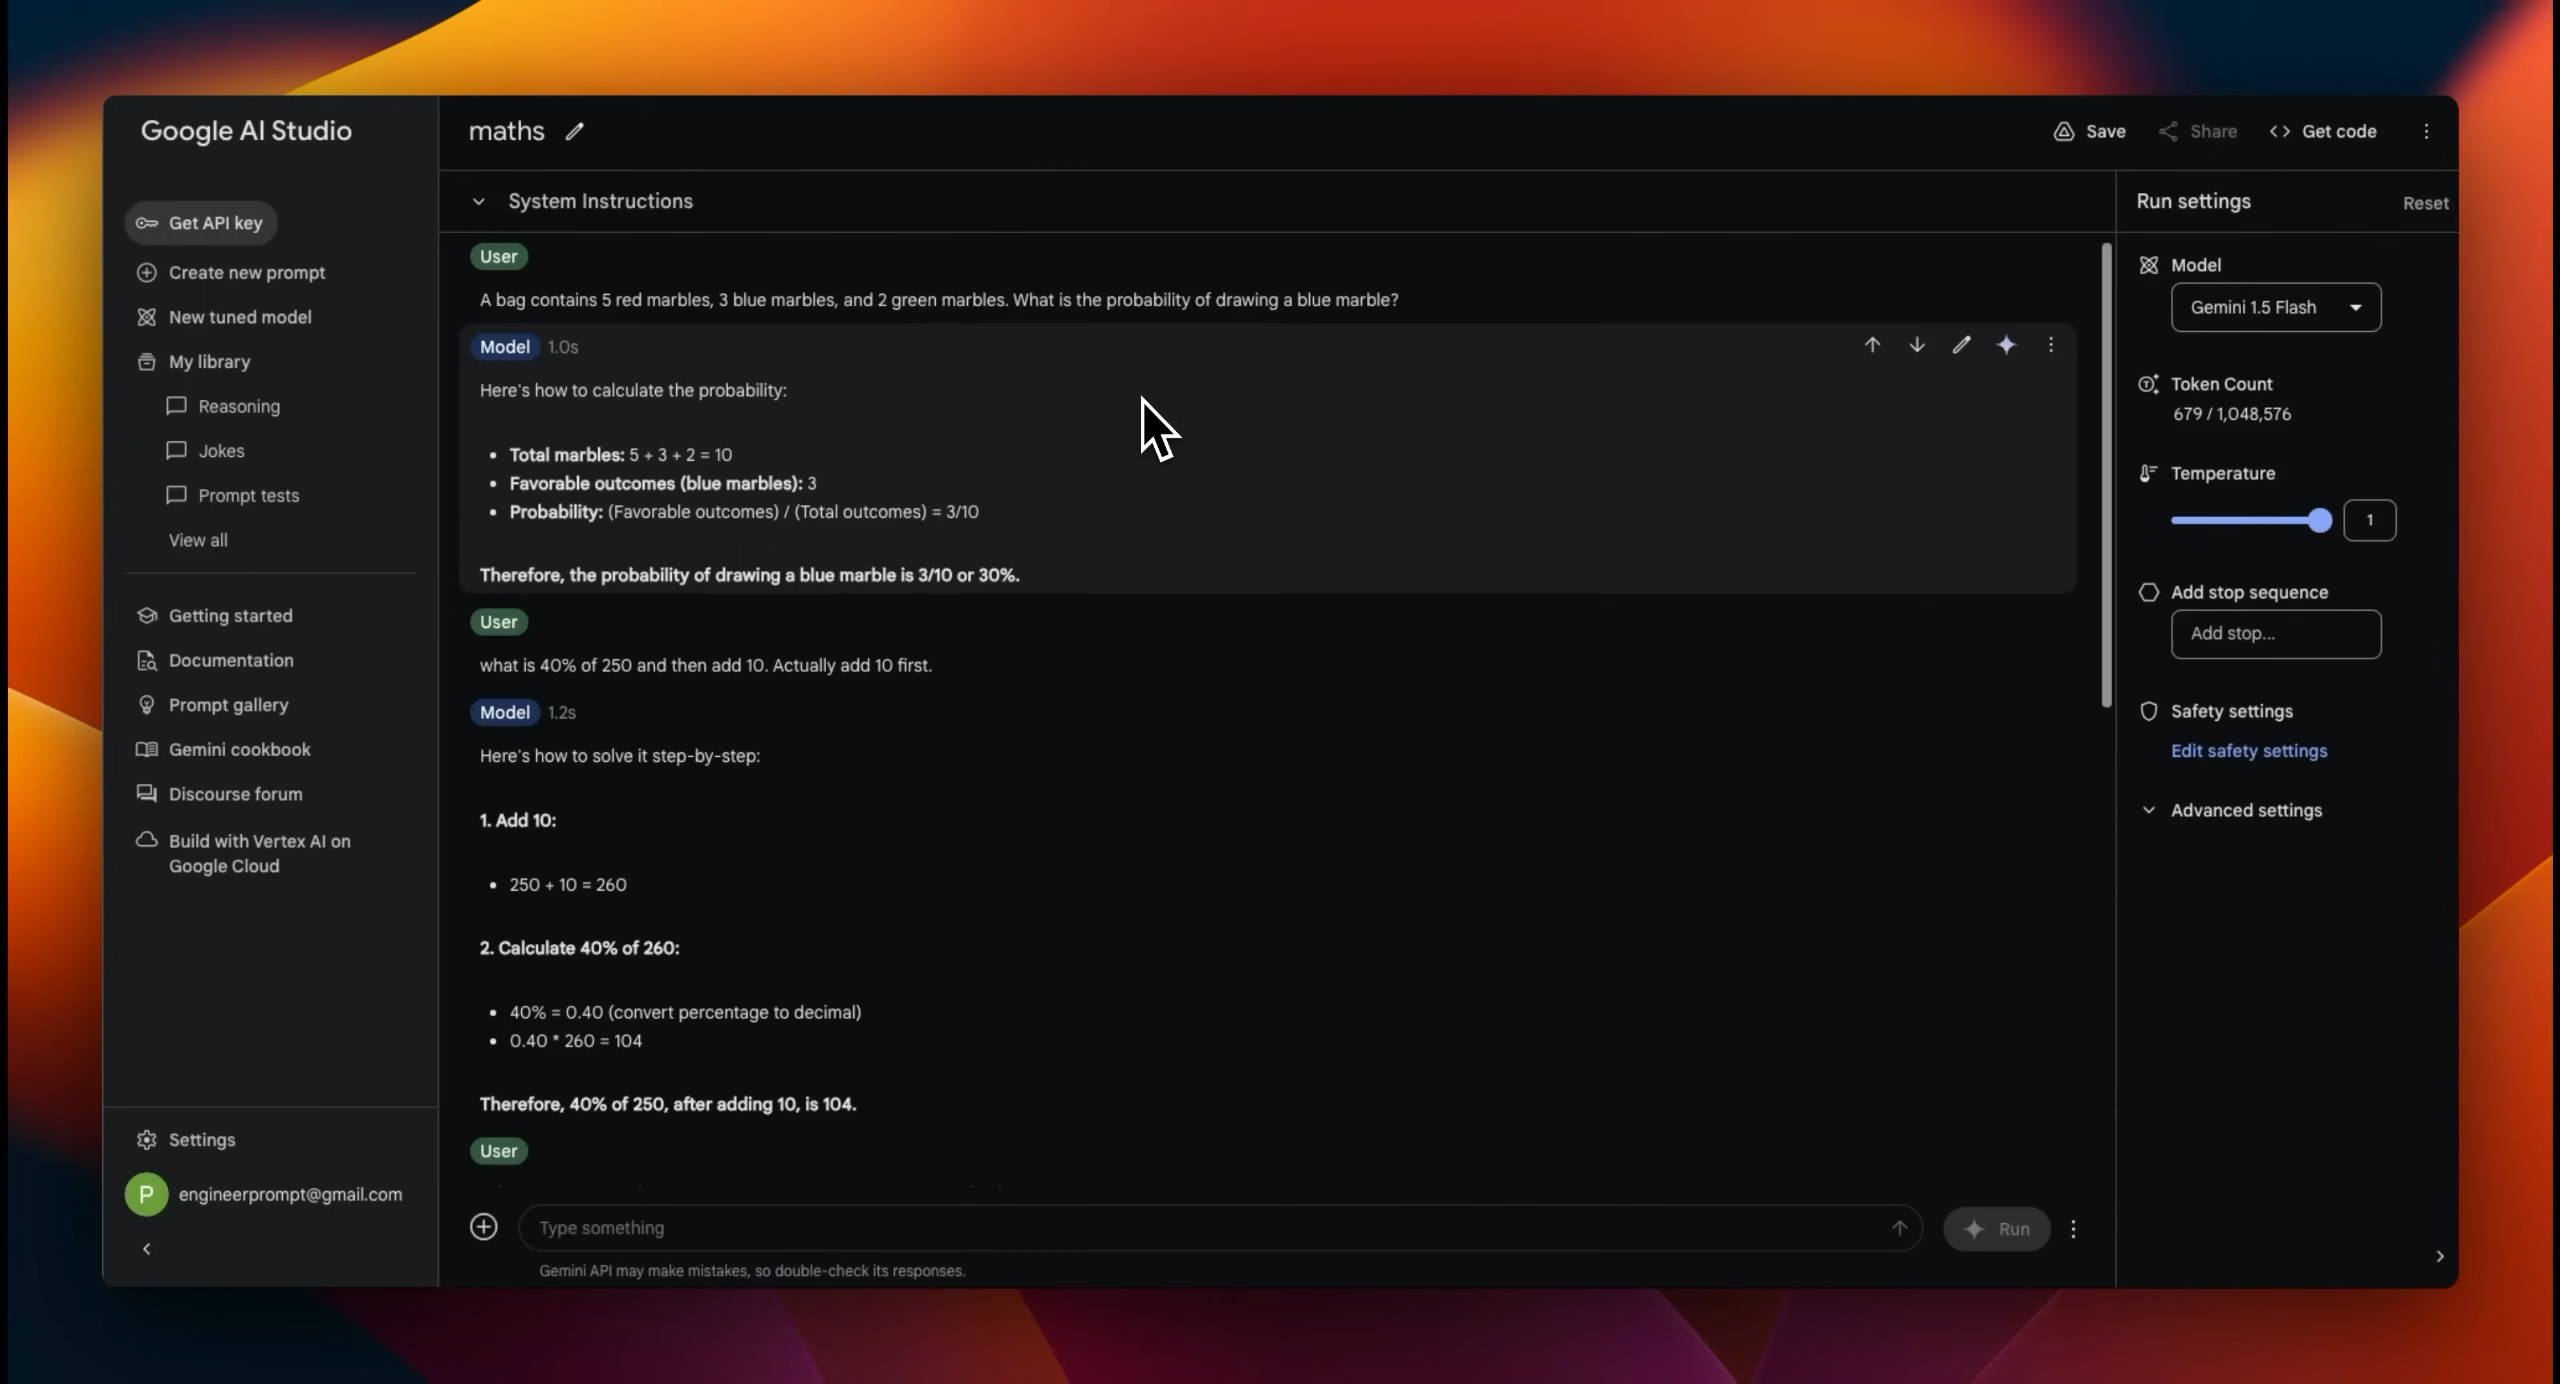 Google AI Studio
Get API key
Create new prompt
New tuned model
My library
Reasoning
Jokes
Prompt tests
View all
Getting started
Documentation
Prompt gallery
Gemini cookbook
Discourse forum
Build with Vertex AI on
Google Cloud
Settings
P engineerprompt@gmail.com
maths
Save Share Get code
System Instructions
User
A bag contains 5 red marbles, 3 blue marbles, and 2 green marbles. What is the probability of drawing a blue marble?
Model 1.0s
Here's how to calculate the probability:
• Total marbles: 5 + 3 + 2 = 10
• Favorable outcomes (blue marbles): 3
• Probability: (Favorable outcomes) / (Total outcomes) = 3/10
Therefore, the probability of drawing a blue marble is 3/10 or 30%.
User
what is 40% of 250 and then add 10. Actually add 10 first.
Model 1.2s
Here's how to solve it step-by-step:
1. Add 10:
• 250 + 10 = 260
2. Calculate 40% of 260:
• 40% = 0.40 (convert percentage to decimal)
• 0.40 * 260 = 104
Therefore, 40% of 250, after adding 10, is 104.
User
Type something
Run
Gemini API may make mistakes, so double-check its responses.
Run settings Reset
Model
Gemini 1.5 Flash
Token Count
679 / 1,048,576
Temperature
1
Add stop sequence
Add stop...
Safety settings
Edit safety settings
Advanced settings